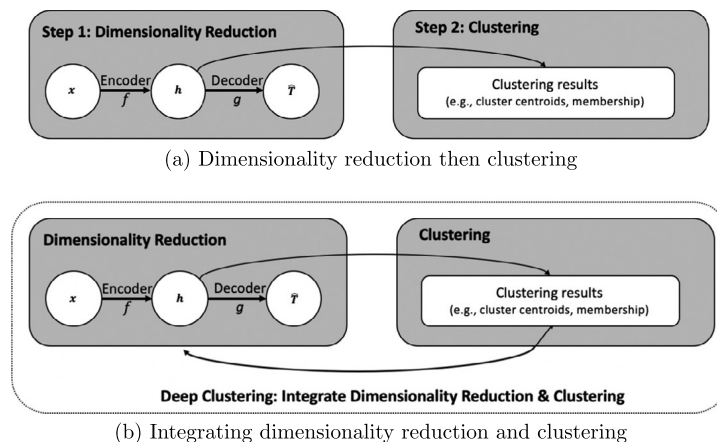 Step 1: Dimensionality Reduction
x
Encoder
f
h
Decoder
g
T̂
Step 2: Clustering
Clustering results
(e.g., cluster centroids, membership)
(a) Dimensionality reduction then clustering
Dimensionality Reduction
x
Encoder
f
h
Decoder
g
T̂
Clustering
Clustering results
(e.g., cluster centroids, membership)
Deep Clustering: Integrate Dimensionality Reduction & Clustering
(b) Integrating dimensionality reduction and clustering